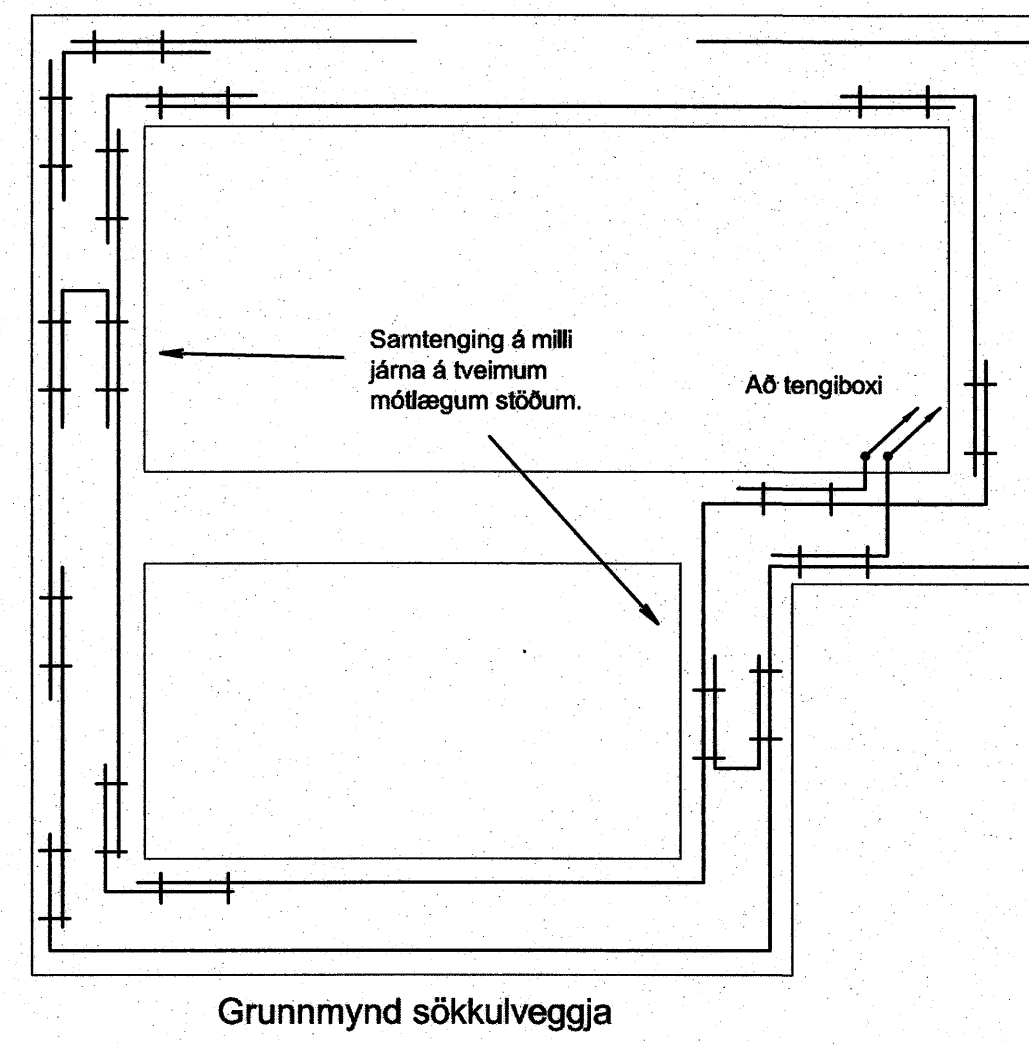 Samtenging á milli
járna á tveimum
mótlægum stöðum.
Að tengiboxi
Grunnmynd sökkulveggja